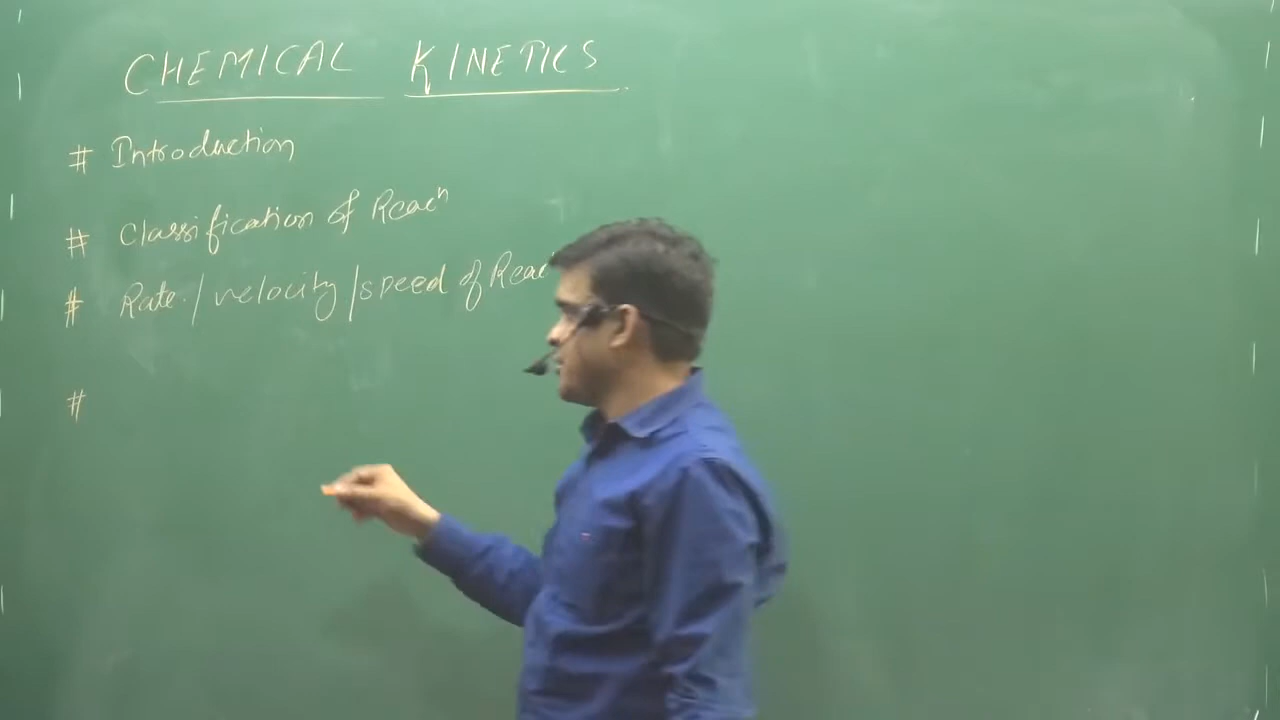 CHEMICAL KINETICS
# Introduction
# Classification of Reacⁿ
# Rate / velocity / speed of Reac
#